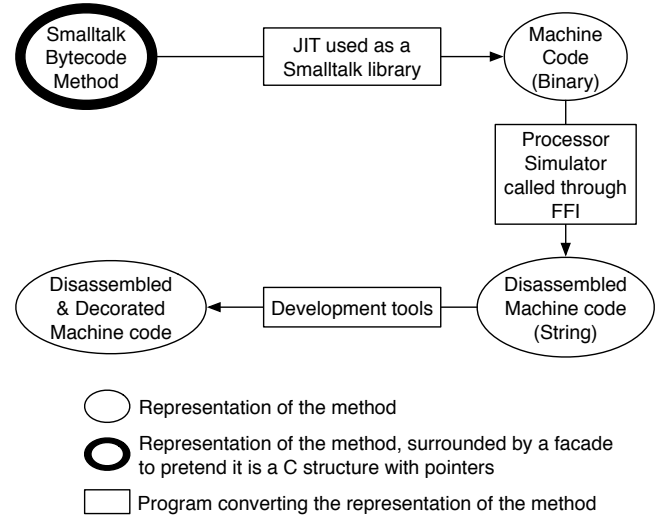 Smalltalk
Bytecode
Method
JIT used as a
Smalltalk library
Machine
Code
(Binary)
Processor
Simulator
called through
FFI
Disassembled
& Decorated
Machine code
Development tools
Disassembled
Machine code
(String)
Representation of the method
Representation of the method, surrounded by a facade
to pretend it is a C structure with pointers
Program converting the representation of the method